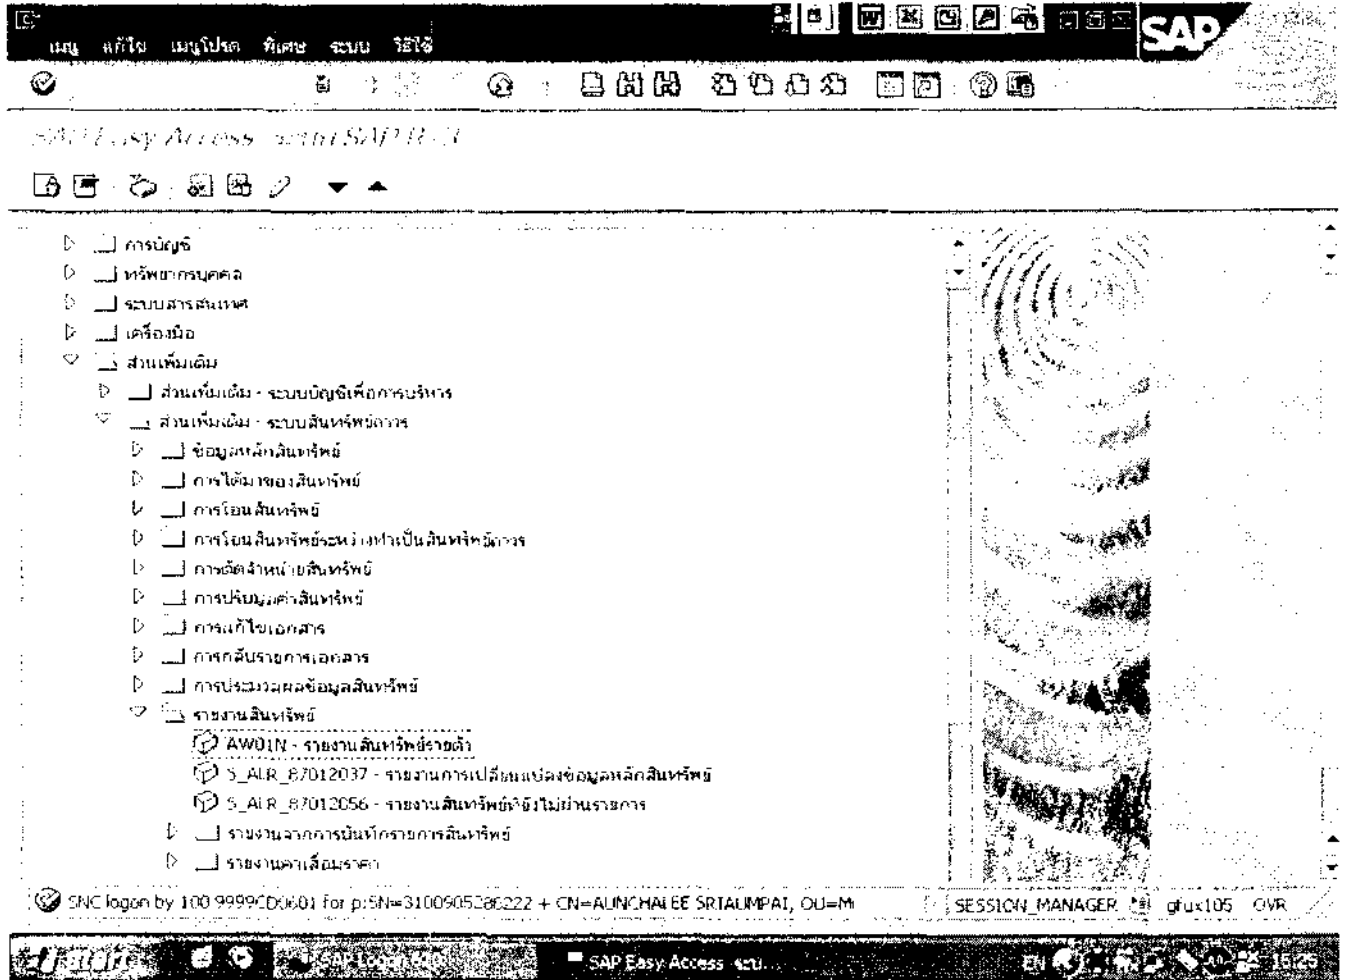 SAP
เมนู แก้ไข เมนูโปรด พิเศษ ระบบ วิธีใช้
SAP Easy Access
การบัญชี
ทรัพยากรบุคคล
ระบบสารสนเทศ
เครื่องมือ
ส่วนเพิ่มเติม
ส่วนเพิ่มเติม - ระบบบัญชีเพื่อการบริหาร
ส่วนเพิ่มเติม - ระบบสินทรัพย์ถาวร
ข้อมูลหลักสินทรัพย์
การได้มาของสินทรัพย์
การโอนสินทรัพย์
การโอนสินทรัพย์ระหว่างทำเป็นสินทรัพย์ถาวร
การตัดจำหน่ายสินทรัพย์
การปรับมูลค่าสินทรัพย์
การแก้ไขเอกสาร
การกลับรายการเอกสาร
การประมวลผลข้อมูลสินทรัพย์
รายงานสินทรัพย์
AW01N - รายงานสินทรัพย์รายตัว
S_ALR_87012037 - รายงานการเปลี่ยนแปลงข้อมูลหลักสินทรัพย์
S_ALR_87012056 - รายงานสินทรัพย์ที่ยังไม่ผ่านรายการ
รายงานจากการบันทึกรายการสินทรัพย์
รายงานค่าเสื่อมราคา
SNC logon by 100 for CN=AUNCHALEE SRIAUMPAI, OU=M SESSION_MANAGER gfux105 OVR
start SAP Logon SAP Easy Access EN